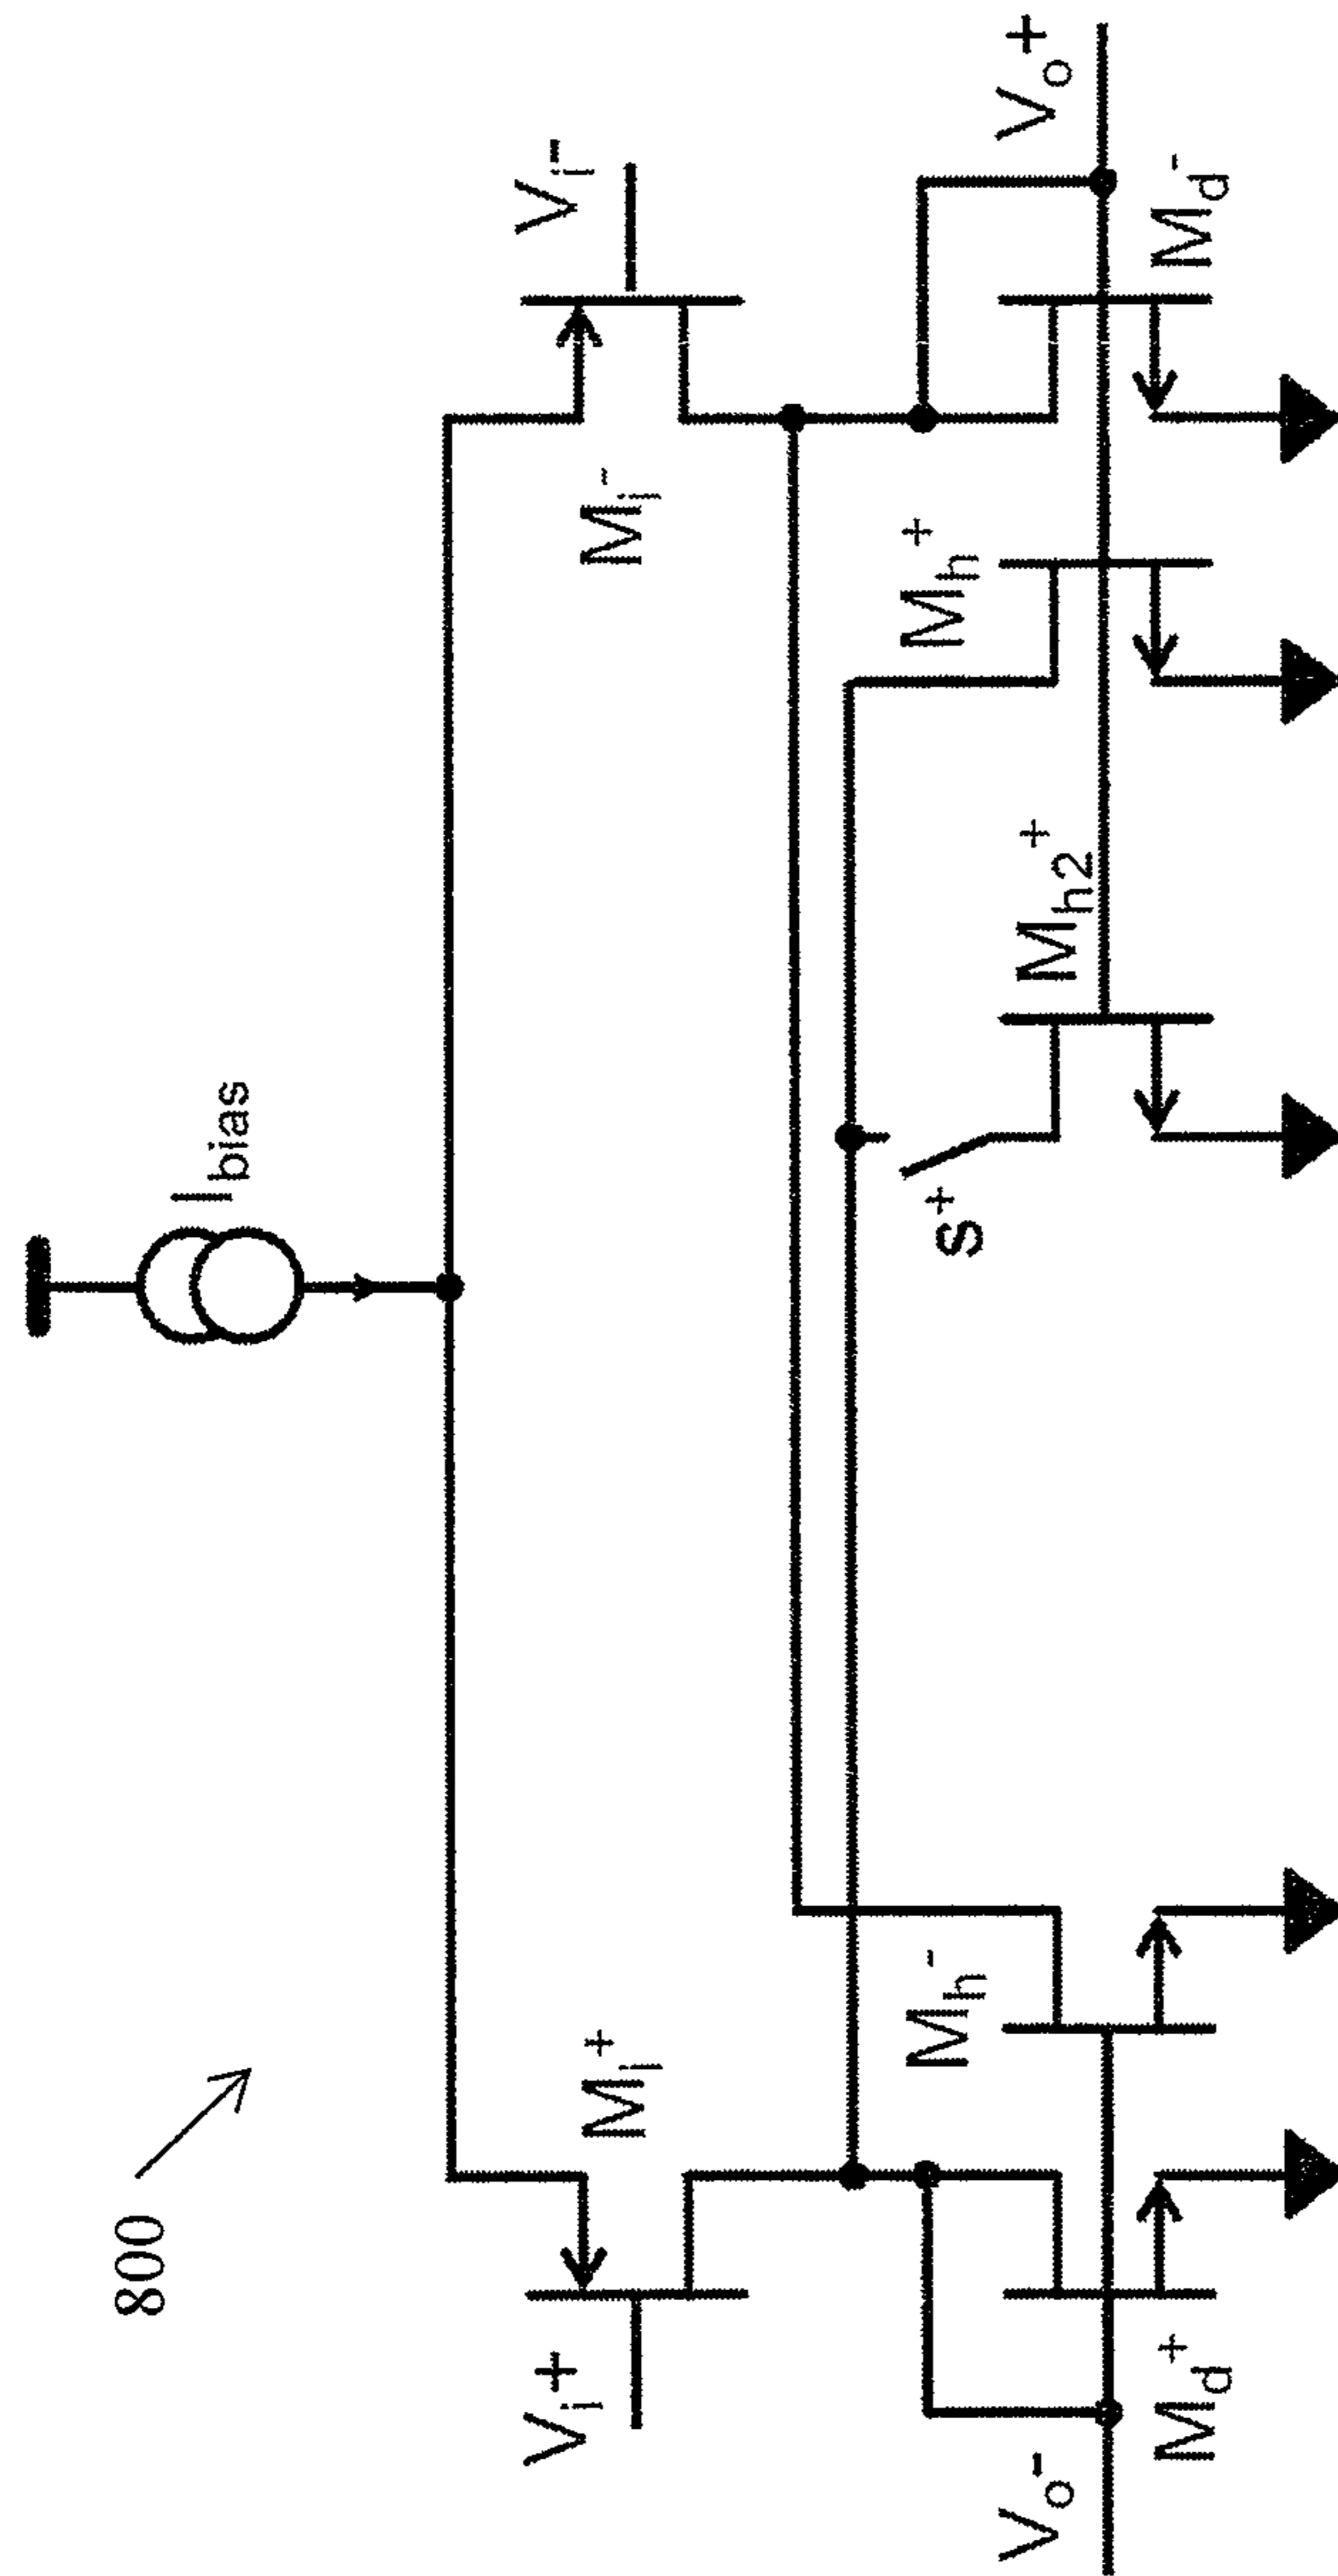 800
I_bias
V_i+
M_i^+
M_i^-
V_i-
M_h^-
M_h^+
S^+
M_h2^+
V_o-
M_d^+
M_d^-
V_o+